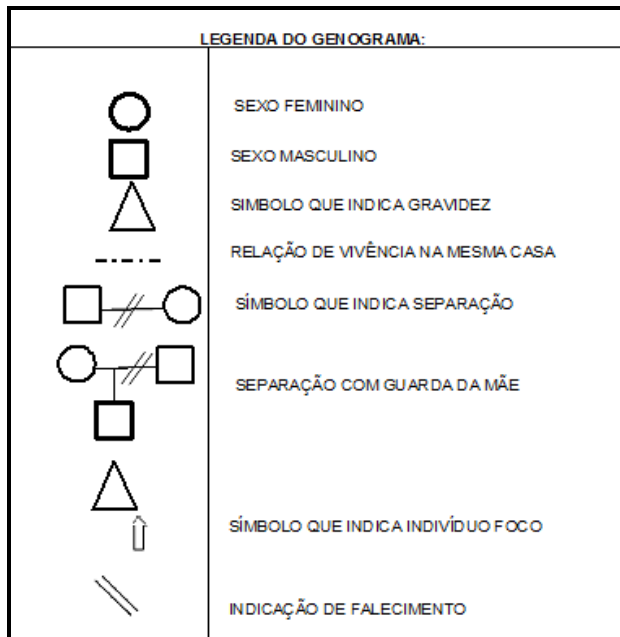 LEGENDA DO GENOGRAMA:
SEXO FEMININO
SEXO MASCULINO
SIMBOLO QUE INDICA GRAVIDEZ
RELAÇÃO DE VIVÊNCIA NA MESMA CASA
SÍMBOLO QUE INDICA SEPARAÇÃO
SEPARAÇÃO COM GUARDA DA MÃE
SÍMBOLO QUE INDICA INDIVÍDUO FOCO
INDICAÇÃO DE FALECIMENTO